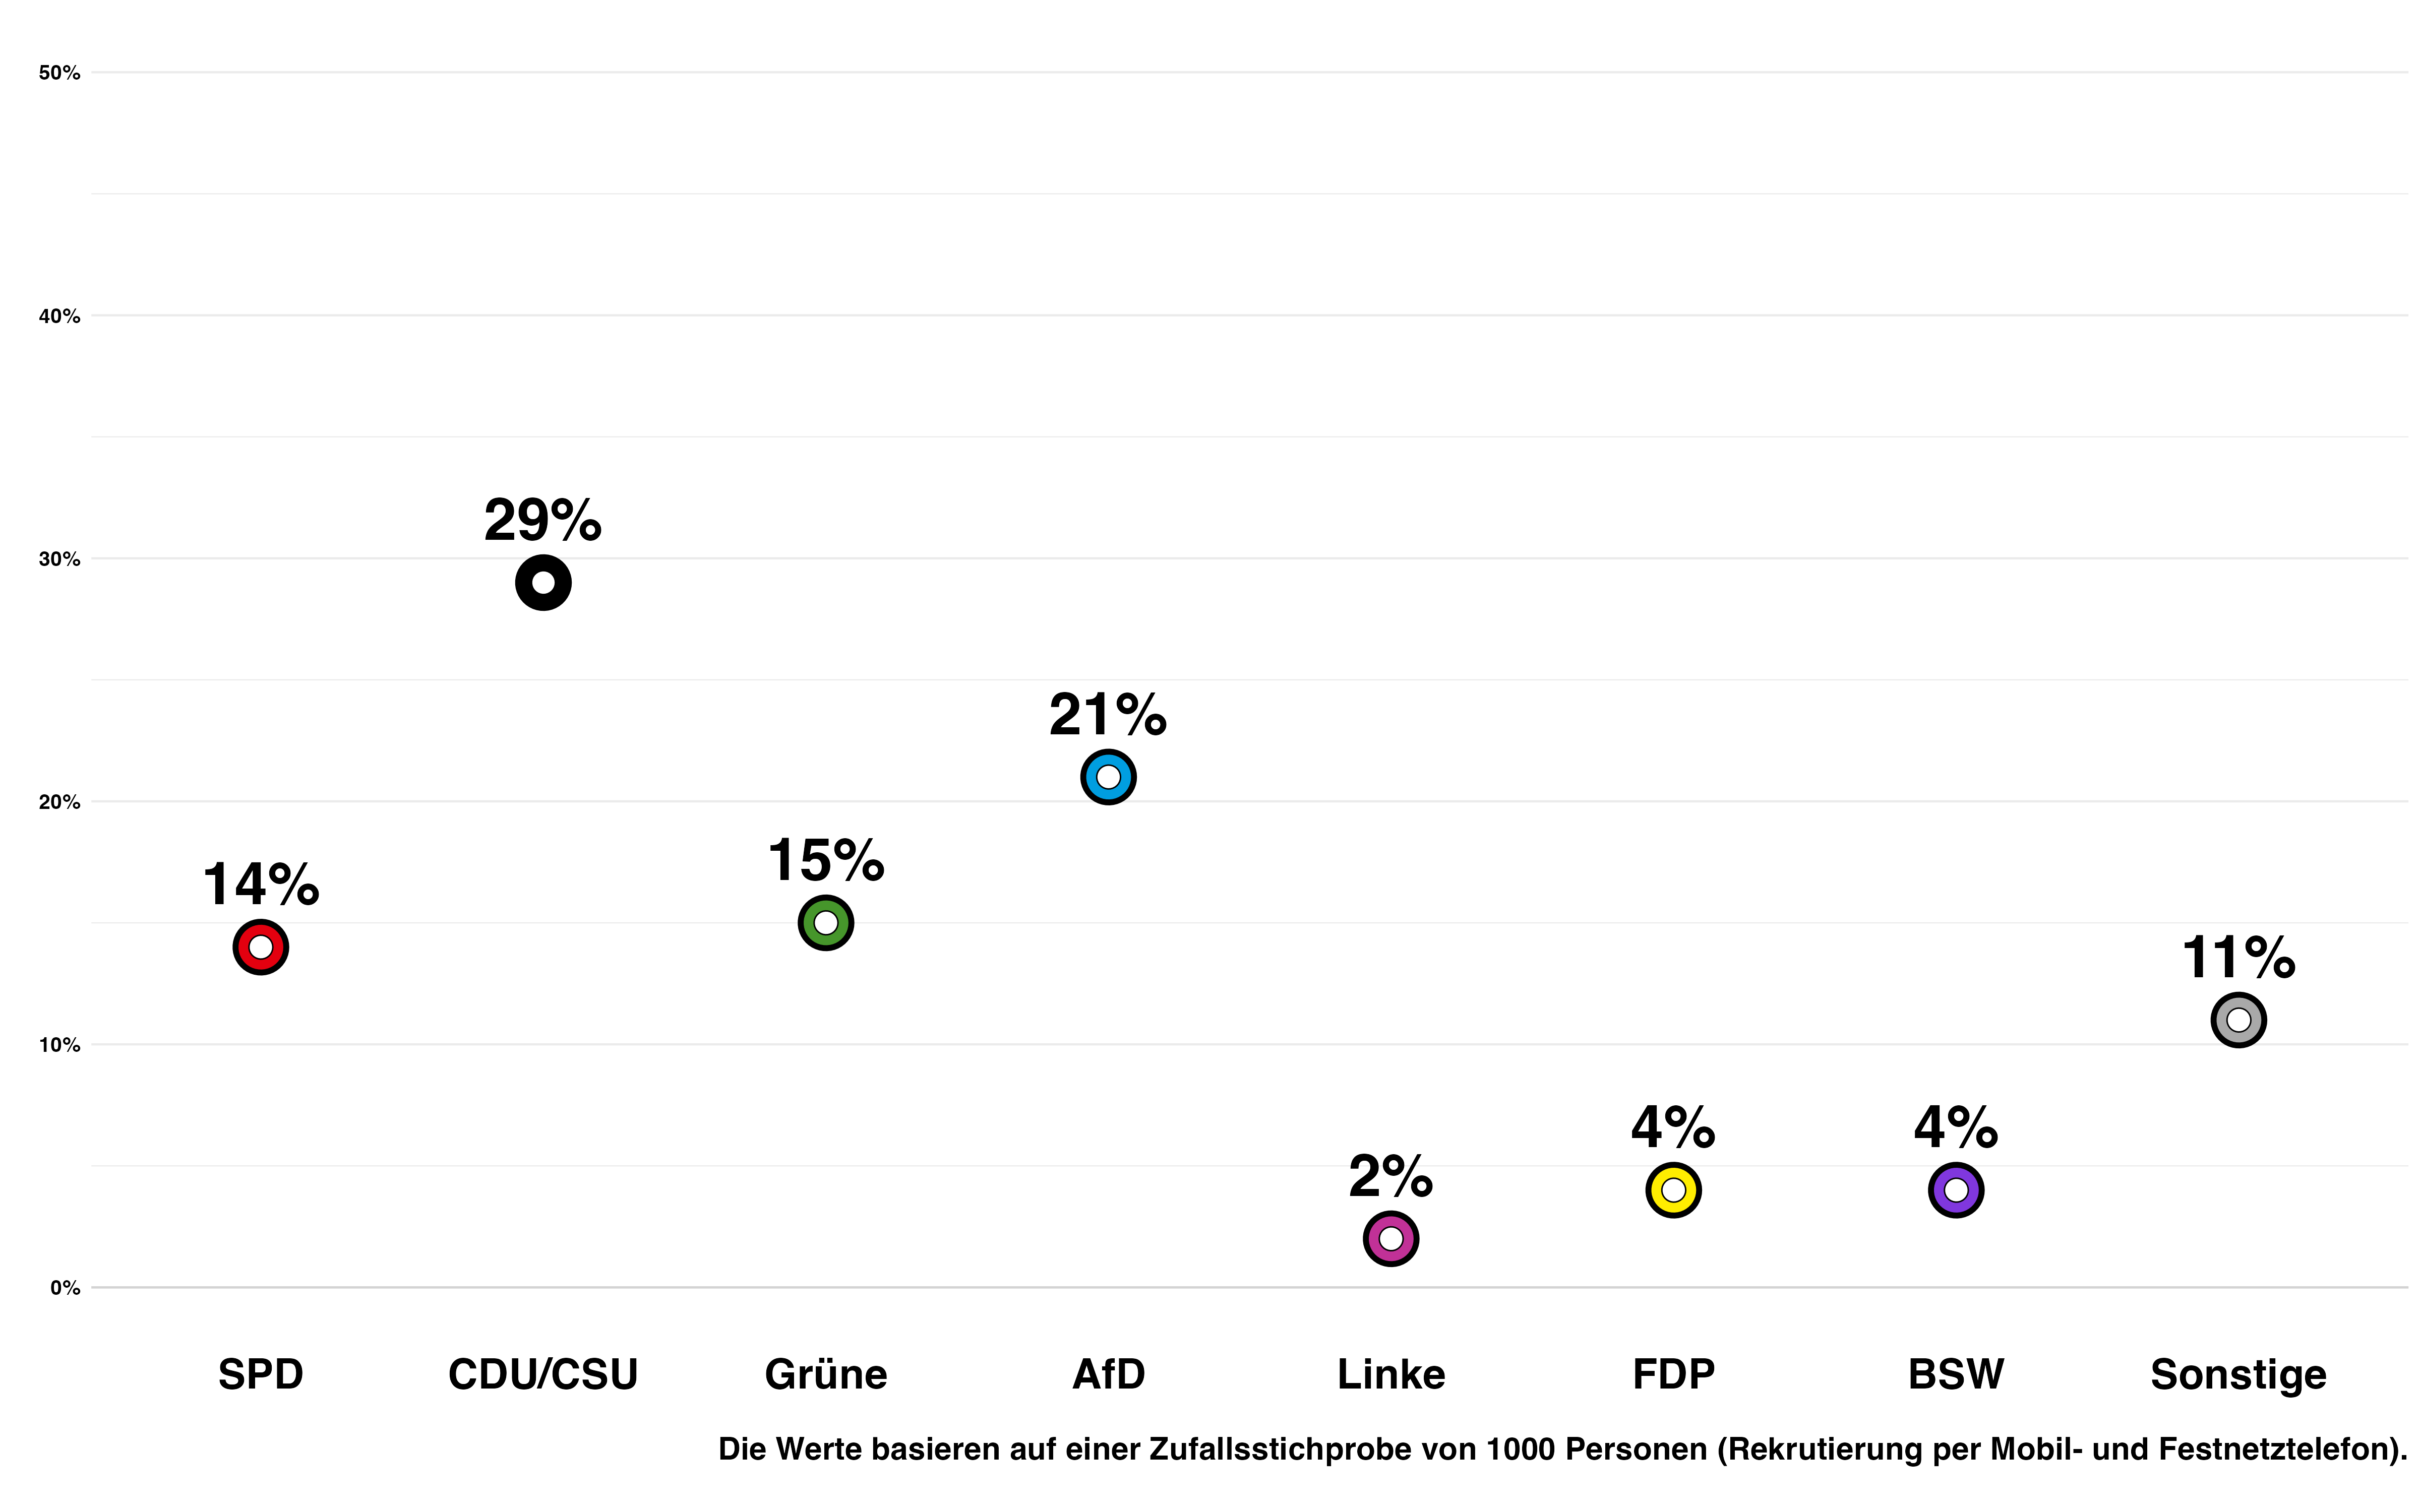 50%
40%
30%
20%
10%
0%
14%
29%
15%
21%
2%
4%
4%
11%
SPD
CDU/CSU
Grüne
AfD
Linke
FDP
BSW
Sonstige
Die Werte basieren auf einer Zufallsstichprobe von 1000 Personen (Rekrutierung per Mobil- und Festnetztelefon).